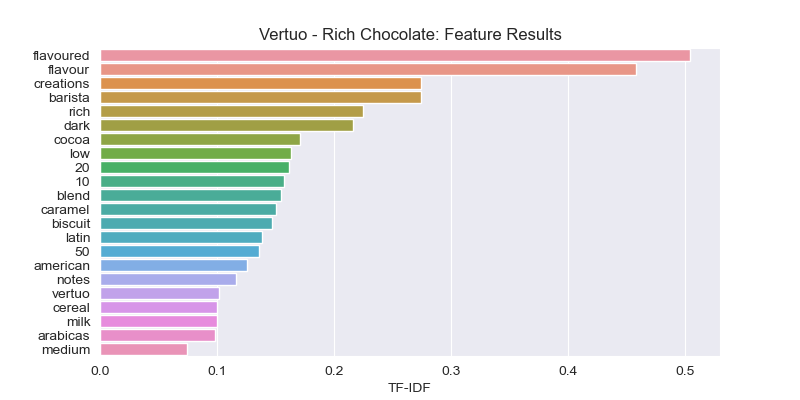 Vertuo - Rich Chocolate: Feature Results
flavoured
flavour
creations
barista
rich
dark
cocoa
low
20
10
blend
caramel
biscuit
latin
50
american
notes
vertuo
cereal
milk
arabicas
medium
0.0 0.1 0.2 0.3 0.4 0.5
TF-IDF